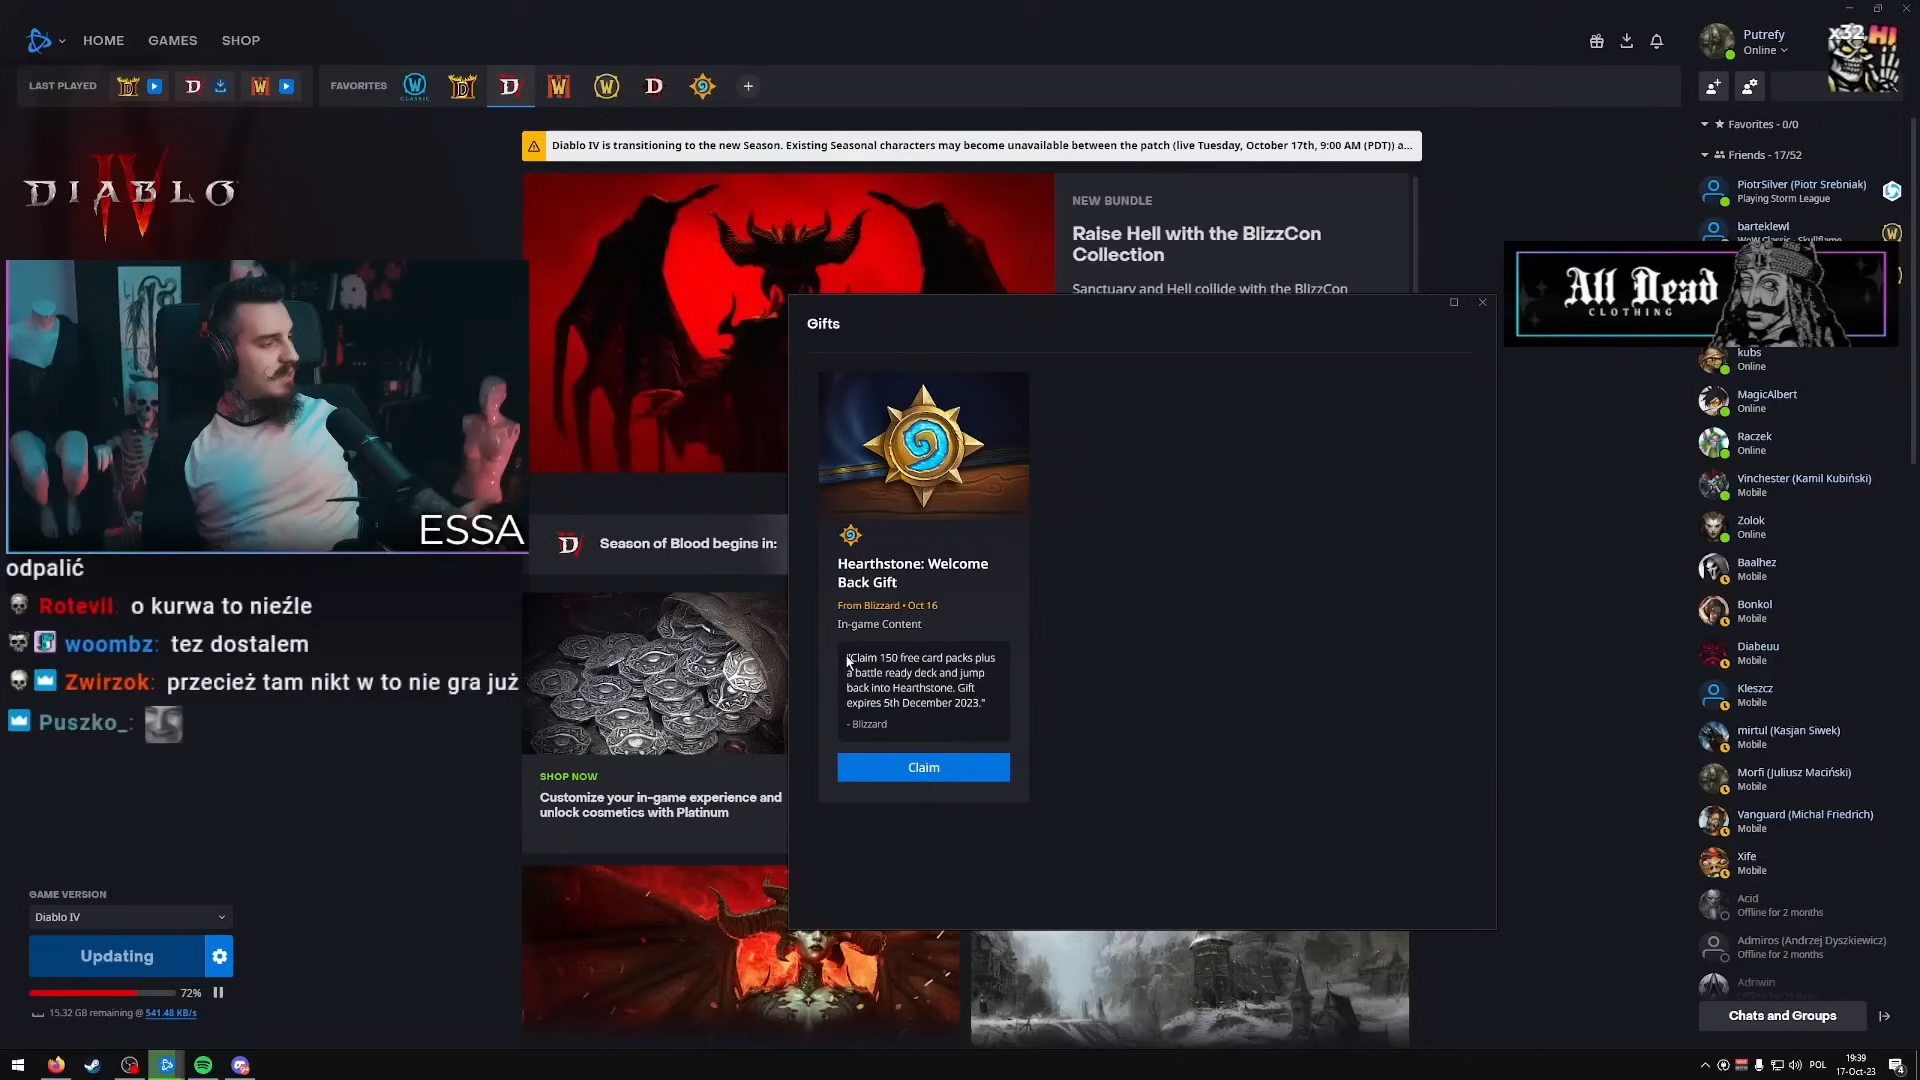 HOME GAMES SHOP
Putrefy
Online
x32 HI
LAST PLAYED
FAVORITES
CLASSIC
Favorites - 0/0
Friends - 17/52
DIABLO
IV
Diablo IV is transitioning to the new Season. Existing Seasonal characters may become unavailable between the patch (live Tuesday, October 17th, 9:00 AM (PDT)) a...
NEW BUNDLE
Raise Hell with the BlizzCon
Collection
Sanctuary and Hell collide with the BlizzCon
PiotrSilver (Piotr Srebniak)
Playing Storm League
barteklewl
WoW Classic - Skullflame
All Dead
CLOTHING
kubs
Online
MagicAlbert
Online
Raczek
Online
Vinchester (Kamil Kubiński)
Mobile
Zolok
Online
Baalhez
Mobile
Bonkol
Mobile
Diabeuu
Mobile
Kleszcz
Mobile
mirtul (Kasjan Siwek)
Mobile
Morfi (Juliusz Maciński)
Mobile
Vanguard (Michal Friedrich)
Mobile
Xife
Mobile
Acid
Offline for 2 months
Admiros (Andrzej Dyszkiewicz)
Offline for 2 months
Adriwin
Chats and Groups
Gifts
Hearthstone: Welcome
Back Gift
From Blizzard • Oct 16
In-game Content
"Claim 150 free card packs plus
a battle ready deck and jump
back into Hearthstone. Gift
expires 5th December 2023."
- Blizzard
Claim
ESSA
Season of Blood begins in:
odpalić
Rotevil: o kurwa to nieźle
woombz: tez dostalem
Zwirzok: przecież tam nikt w to nie gra już
Puszko_:
SHOP NOW
Customize your in-game experience and
unlock cosmetics with Platinum
GAME VERSION
Diablo IV
Updating
72%
15.32 GB remaining @ 541.48 KB/s
POL
19:39
17-Oct-23
4